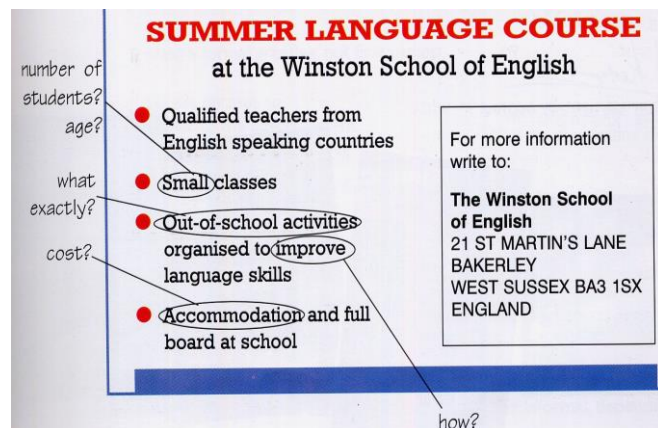 SUMMER LANGUAGE COURSE
at the Winston School of English
number of
students?
age?
what
exactly?
cost?
Qualified teachers from
English speaking countries
Small classes
Out-of-school activities
organised to improve
language skills
Accommodation and full
board at school
how?
For more information
write to:
The Winston School
of English
21 ST MARTIN'S LANE
BAKERLEY
WEST SUSSEX BA3 1SX
ENGLAND